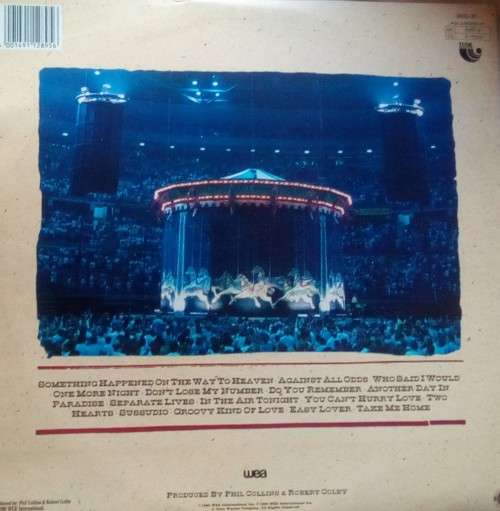 SOMETHING HAPPENED ON THE WAY TO HEAVEN · AGAINST ALL ODDS · WHO SAID I WOULD
ONE MORE NIGHT · DON'T LOSE MY NUMBER · DO YOU REMEMBER · ANOTHER DAY IN
PARADISE · SEPARATE LIVES · IN THE AIR TONIGHT · YOU CAN'T HURRY LOVE · TWO
HEARTS · SUSSUDIO · GROOVY KIND OF LOVE · EASY LOVER · TAKE ME HOME
wea
PRODUCED BY PHIL COLLINS & ROBERT COLBY